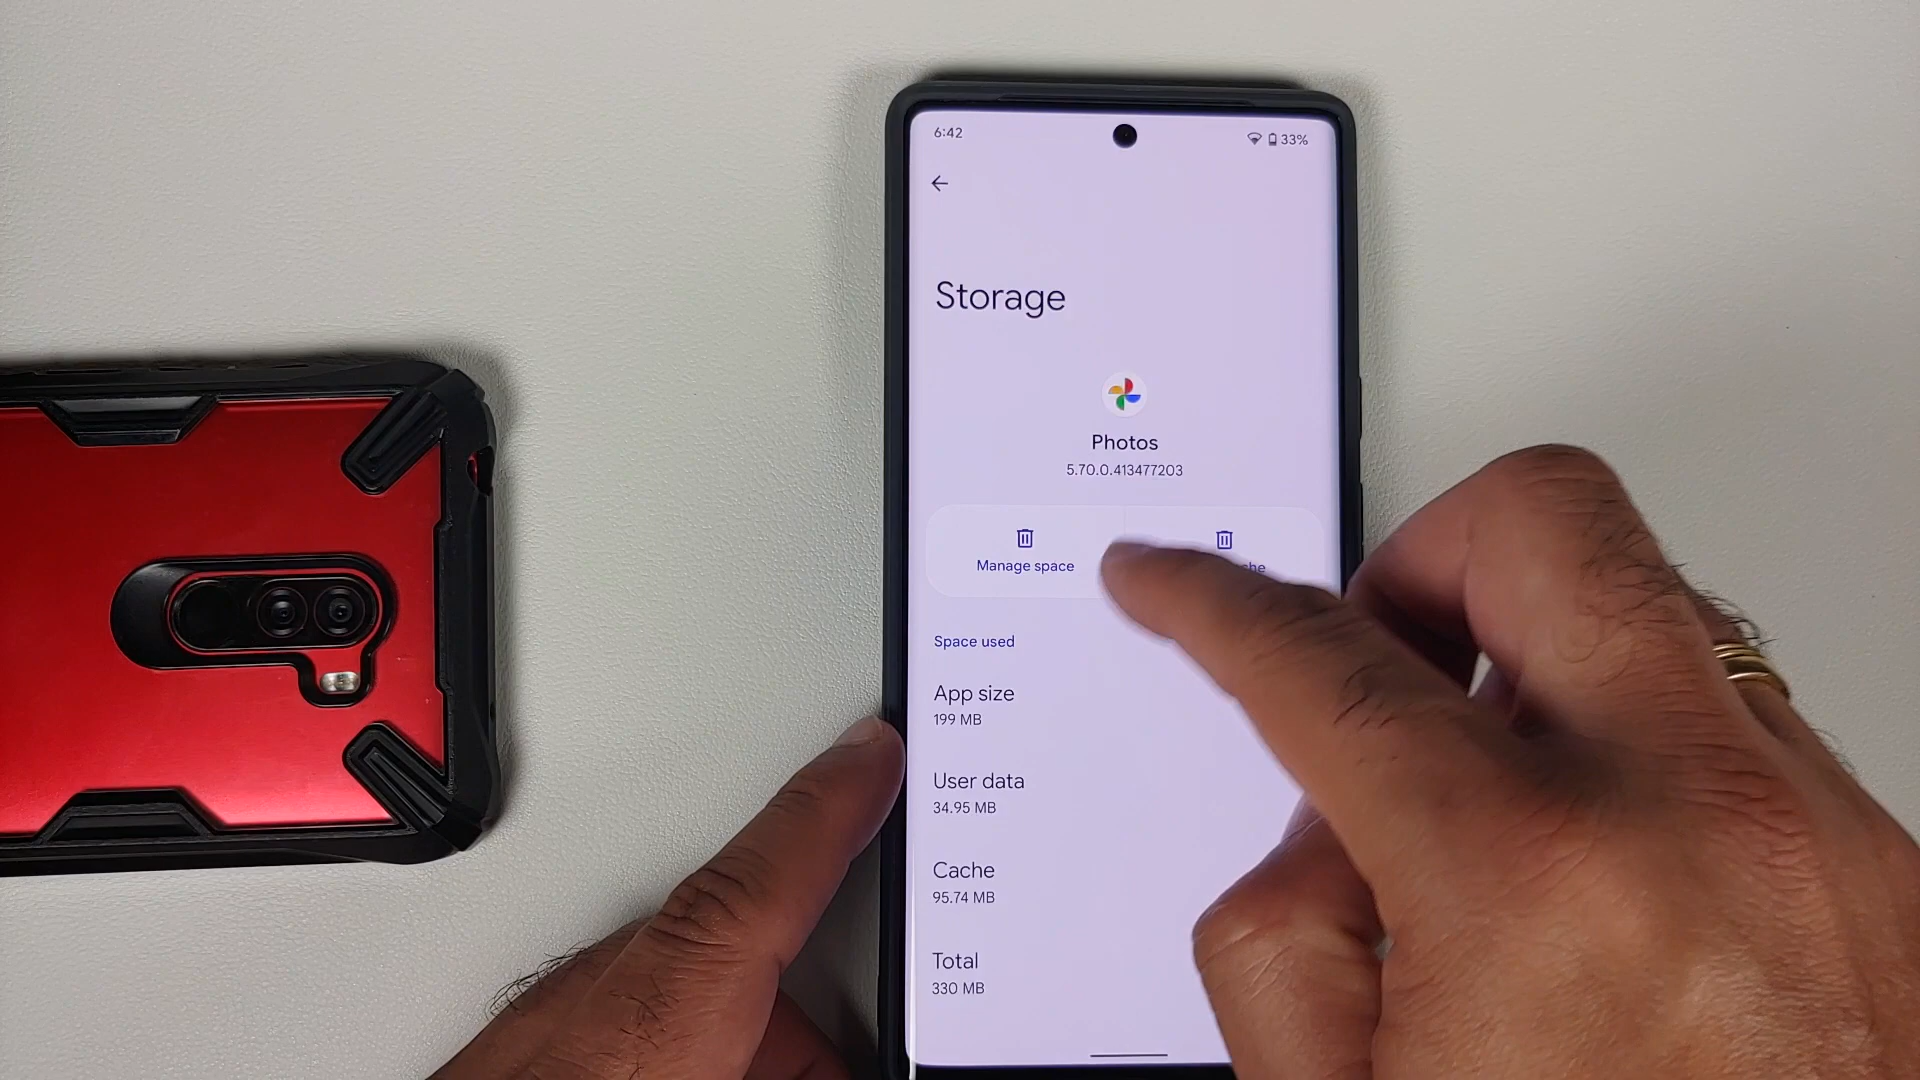 6:42
33%
Storage
Photos
5.70.0.413477203
Manage space
Space used
App size
199 MB
User data
34.95 MB
Cache
95.74 MB
Total
330 MB